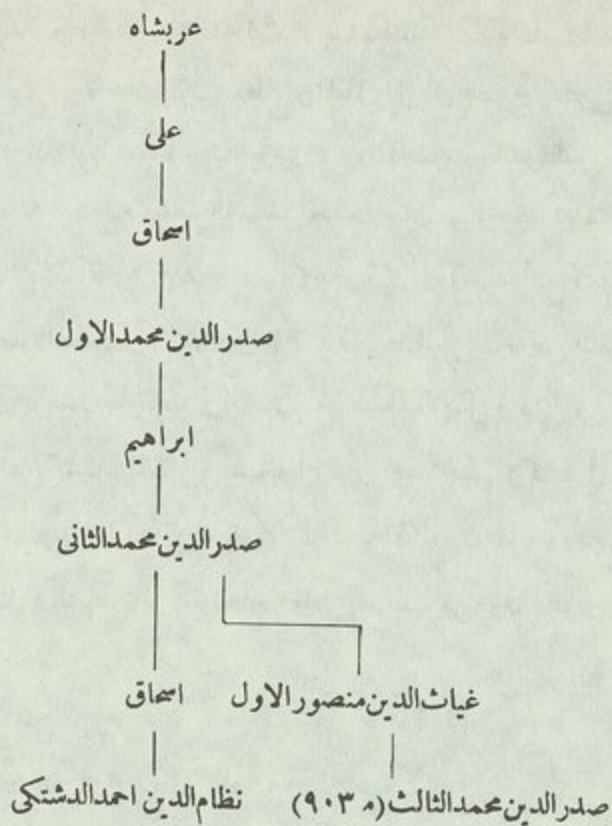 عربشاه
علی
اسحاق
صدرالدین محمدالاول
ابراهیم
صدرالدین محمدالثانی
غیاث‌الدین منصورالاول اسحاق
صدرالدین محمدالثالث (م ۹۰۳) نظام‌الدین احمدالدشتکی